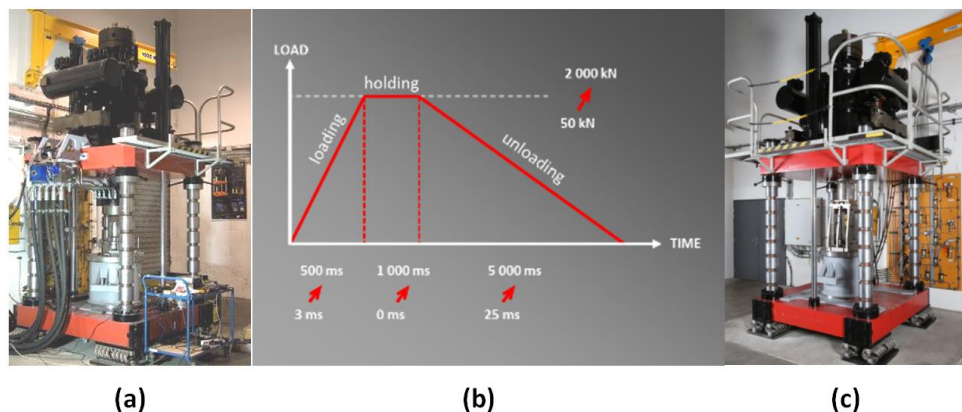 LOAD
holding
loading
unloading
2 000 kN
50 kN
TIME
500 ms
1 000 ms
5 000 ms
3 ms
0 ms
25 ms
(a)
(b)
(c)